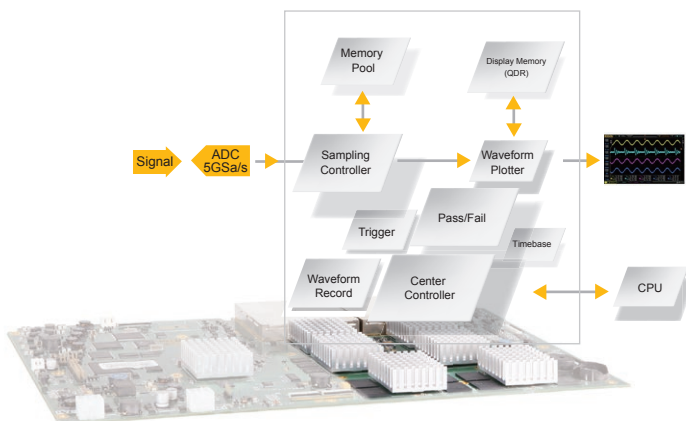 Memory
Pool
Display Memory
(QDR)
Signal
ADC
5GSa/s
Sampling
Controller
Waveform
Plotter
Pass/Fail
Trigger
Timebase
Waveform
Record
Center
Controller
CPU